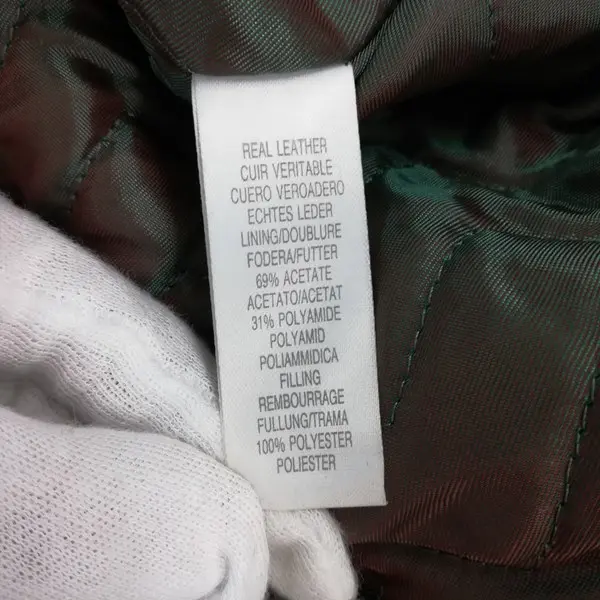 REAL LEATHER
CUIR VERITABLE
CUERO VEROADERO
ECHTES LEDER
LINING/DOUBLURE
FODERA/FUTTER
69% ACETATE
ACETATO/ACETAT
31% POLYAMIDE
POLYAMID
POLIAMMIDICA
FILLING
REMBOURRAGE
FULLUNG/TRAMA
100% POLYESTER
POLIESTER